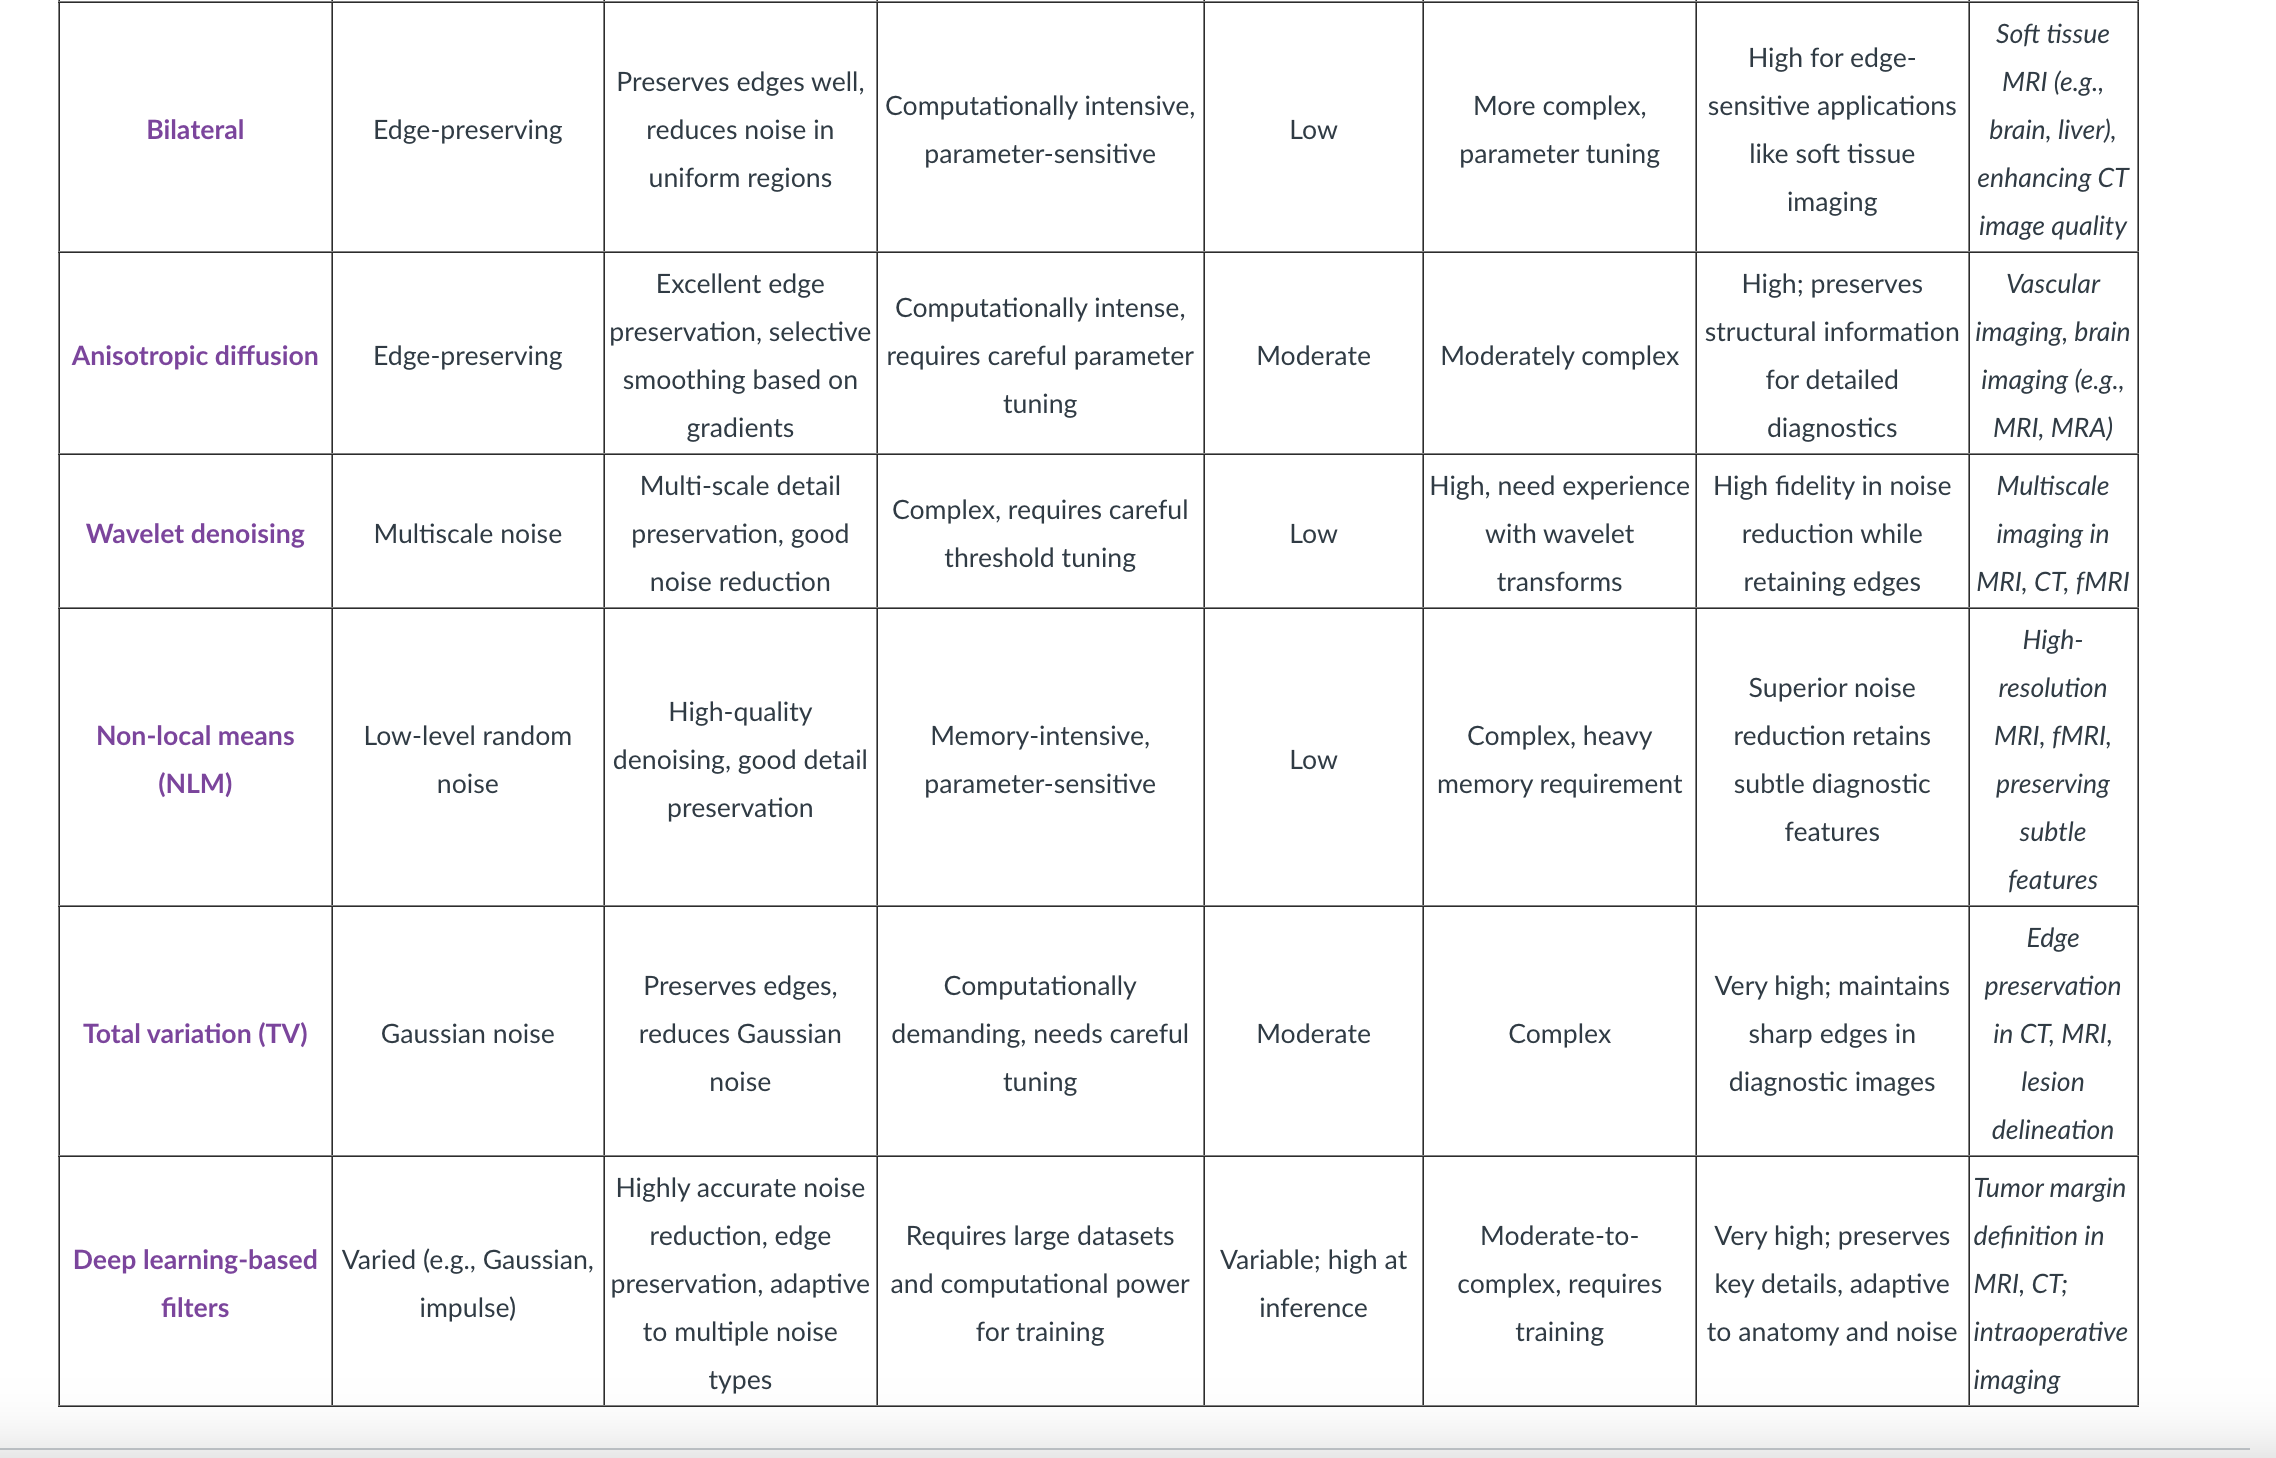 Bilateral
Edge-preserving
Preserves edges well,
reduces noise in
uniform regions
Computationally intensive,
parameter-sensitive
Low
More complex,
parameter tuning
High for edge-
sensitive applications
like soft tissue
imaging
Soft tissue
MRI (e.g.,
brain, liver),
enhancing CT
image quality
Anisotropic diffusion
Edge-preserving
Excellent edge
preservation, selective
smoothing based on
gradients
Computationally intense,
requires careful parameter
tuning
Moderate
Moderately complex
High; preserves
structural information
for detailed
diagnostics
Vascular
imaging, brain
imaging (e.g.,
MRI, MRA)
Wavelet denoising
Multiscale noise
Multi-scale detail
preservation, good
noise reduction
Complex, requires careful
threshold tuning
Low
High, need experience
with wavelet
transforms
High fidelity in noise
reduction while
retaining edges
Multiscale
imaging in
MRI, CT, fMRI
Non-local means
(NLM)
Low-level random
noise
High-quality
denoising, good detail
preservation
Memory-intensive,
parameter-sensitive
Low
Complex, heavy
memory requirement
Superior noise
reduction retains
subtle diagnostic
features
High-
resolution
MRI, fMRI,
preserving
subtle
features
Total variation (TV)
Gaussian noise
Preserves edges,
reduces Gaussian
noise
Computationally
demanding, needs careful
tuning
Moderate
Complex
Very high; maintains
sharp edges in
diagnostic images
Edge
preservation
in CT, MRI,
lesion
delineation
Deep learning-based
filters
Varied (e.g., Gaussian,
impulse)
Highly accurate noise
reduction, edge
preservation, adaptive
to multiple noise
types
Requires large datasets
and computational power
for training
Variable; high at
inference
Moderate-to-
complex, requires
training
Very high; preserves
key details, adaptive
to anatomy and noise
Tumor margin
definition in
MRI, CT;
intraoperative
imaging